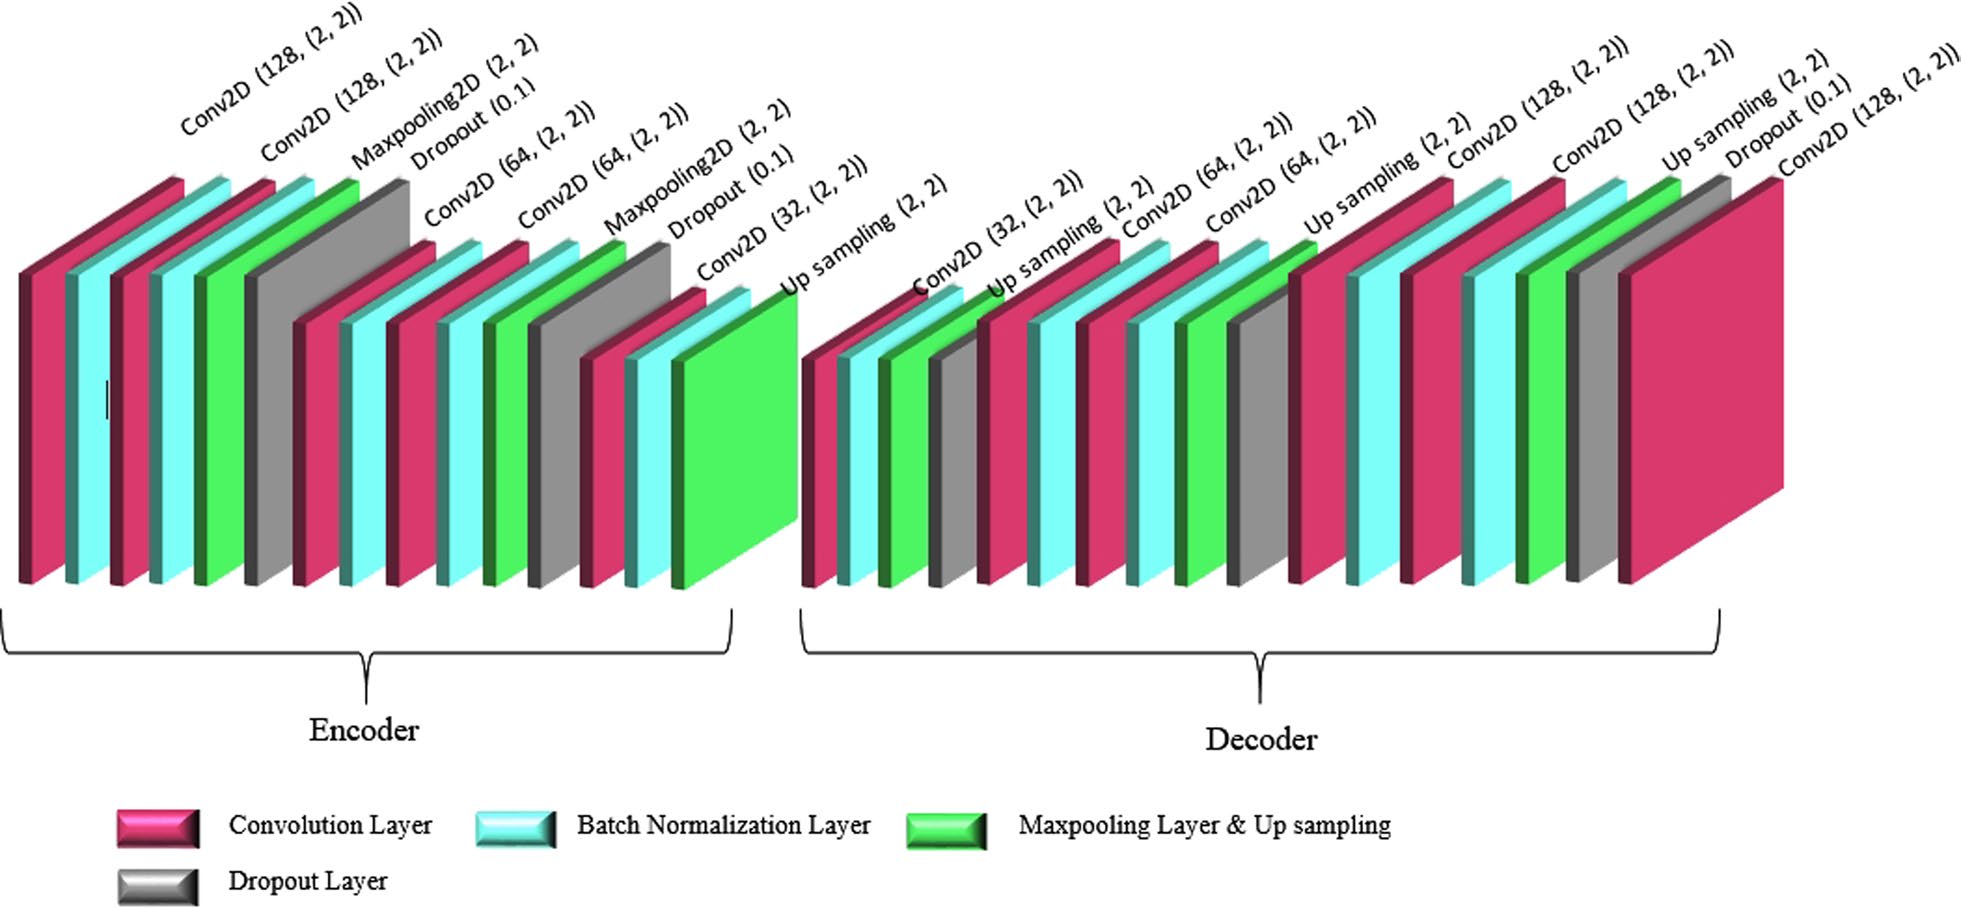 Conv2D (128, (2, 2))
Conv2D (128, (2, 2))
Maxpooling2D (2, 2)
Dropout (0.1)
Conv2D (64, (2, 2))
Conv2D (64, (2, 2))
Maxpooling2D (2, 2)
Dropout (0.1)
Conv2D (32, (2, 2))
Up sampling (2, 2)
Conv2D (32, (2, 2))
Up sampling (2, 2)
Conv2D (64, (2, 2))
Conv2D (64, (2, 2))
Up sampling (2, 2)
Conv2D (128, (2, 2))
Conv2D (128, (2, 2))
Up sampling (2, 2)
Dropout (0.1)
Conv2D (128, (2, 2)),
Encoder
Decoder
Convolution Layer
Batch Normalization Layer
Maxpooling Layer & Up sampling
Dropout Layer